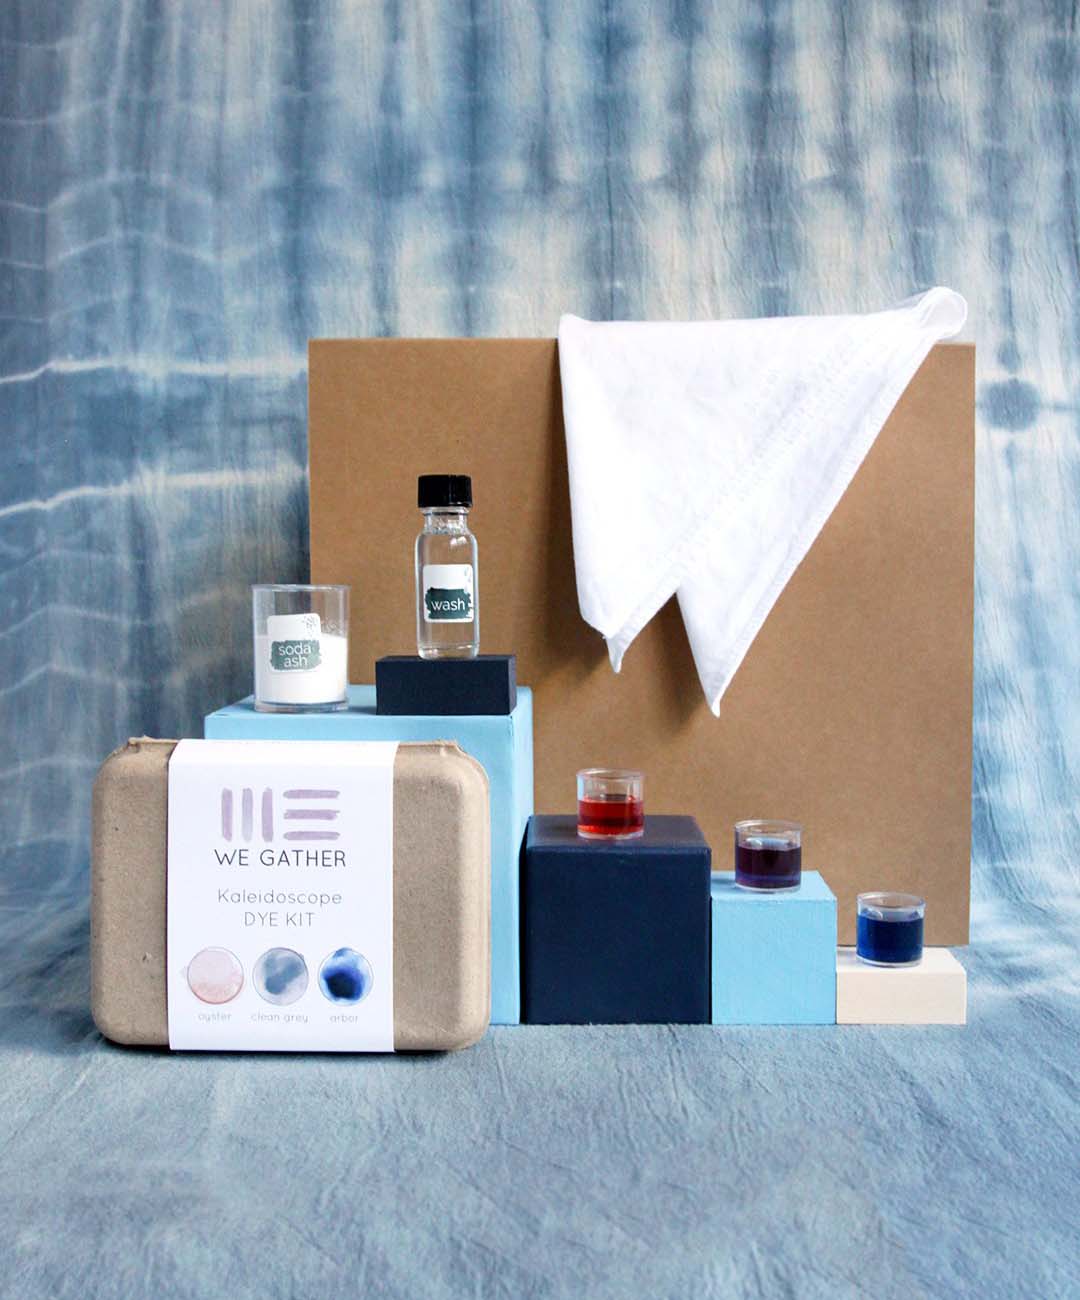 wash
soda
ash
WE GATHER
Kaleidoscope
DYE KIT
oyster clean grey arbor